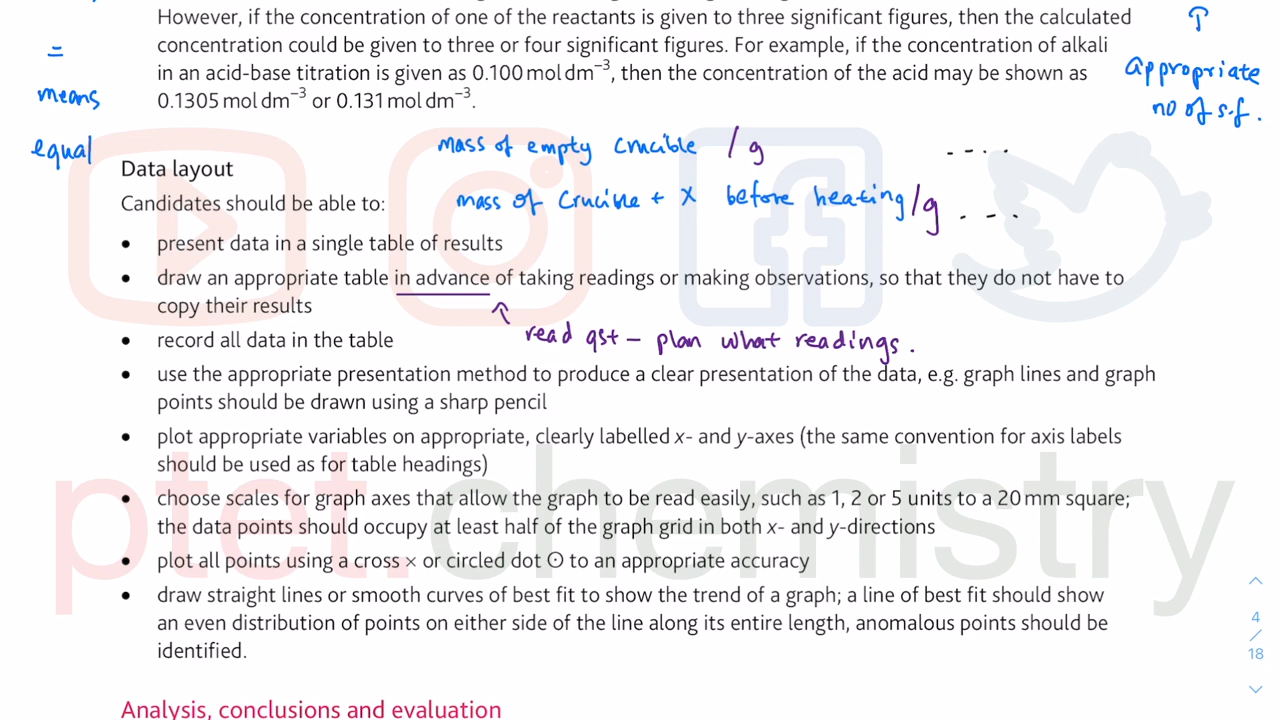 However, if the concentration of one of the reactants is given to three significant figures, then the calculated
concentration could be given to three or four significant figures. For example, if the concentration of alkali
in an acid-base titration is given as 0.100 mol dm⁻³, then the concentration of the acid may be shown as
0.1305 mol dm⁻³ or 0.131 mol dm⁻³.
=
means
equal
↑
appropriate
no of s.f.
mass of empty crucible /g ----
Data layout
mass of crucible + X before heating/g . - - .
Candidates should be able to:
• present data in a single table of results
• draw an appropriate table in advance of taking readings or making observations, so that they do not have to
copy their results
↑ read qst – plan what readings.
• record all data in the table
• use the appropriate presentation method to produce a clear presentation of the data, e.g. graph lines and graph
points should be drawn using a sharp pencil
• plot appropriate variables on appropriate, clearly labelled x- and y-axes (the same convention for axis labels
should be used as for table headings)
• choose scales for graph axes that allow the graph to be read easily, such as 1, 2 or 5 units to a 20 mm square;
the data points should occupy at least half of the graph grid in both x- and y-directions
• plot all points using a cross × or circled dot ⊙ to an appropriate accuracy
• draw straight lines or smooth curves of best fit to show the trend of a graph; a line of best fit should show
an even distribution of points on either side of the line along its entire length, anomalous points should be
identified.
ptet.chemistry
4
/
18
Analysis, conclusions and evaluation